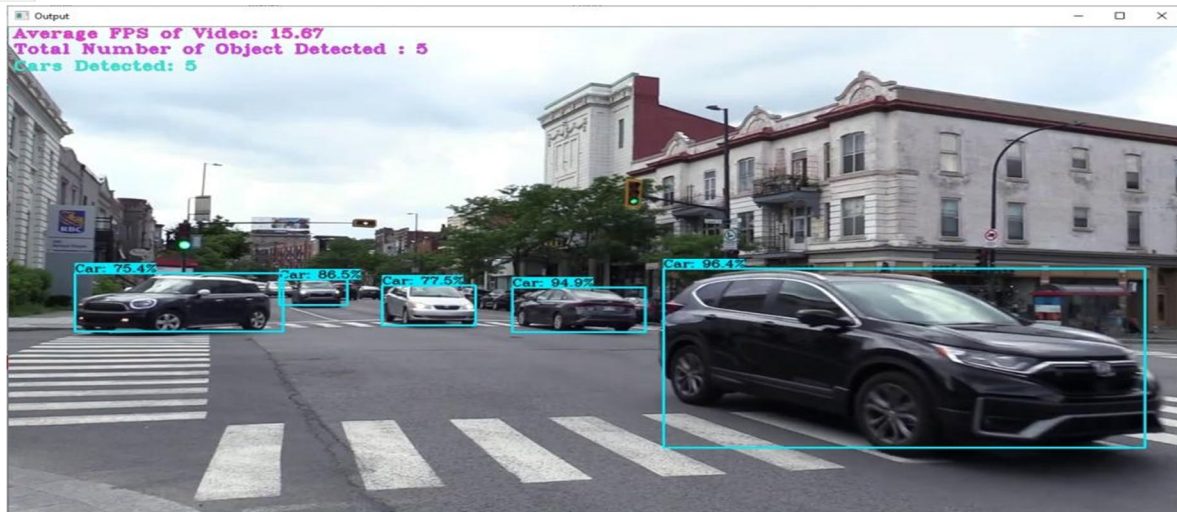 Output
Average FPS of Video: 15.67
Total Number of Object Detected : 5
Cars Detected: 5
RBC
Car: 75.4%
Car: 86.5%
Car: 77.5%
Car: 94.9%
Car: 96.4%